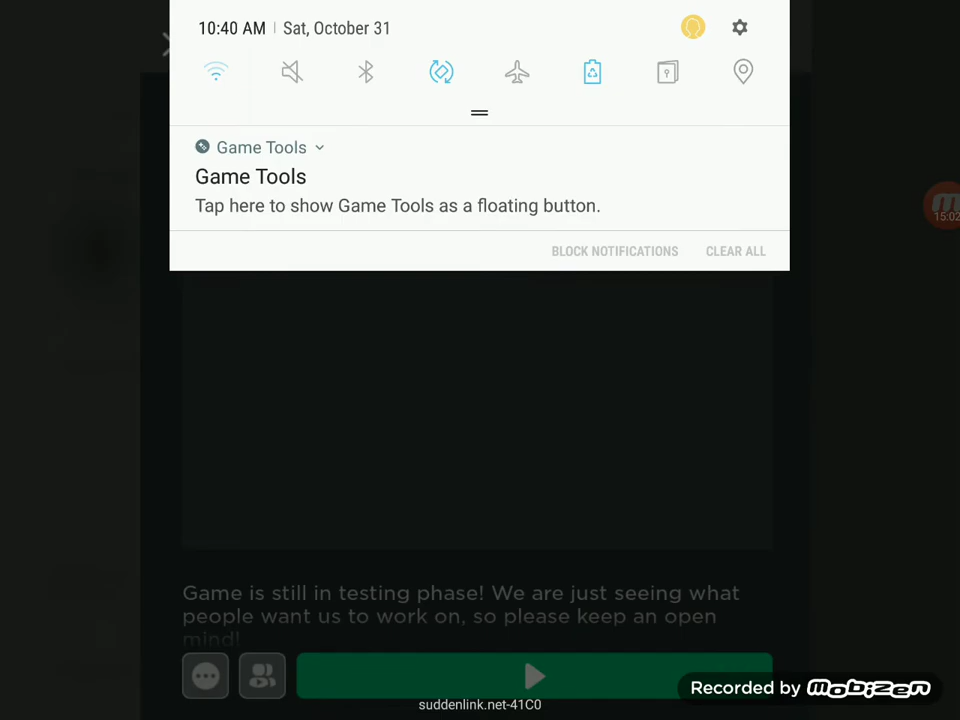 10:40 AM | Sat, October 31
Game Tools
Game Tools
Tap here to show Game Tools as a floating button.
BLOCK NOTIFICATIONS CLEAR ALL
15:02
Game is still in testing phase! We are just seeing what
people want us to work on, so please keep an open
mind!
Recorded by Mobizen
suddenlink.net-41C0